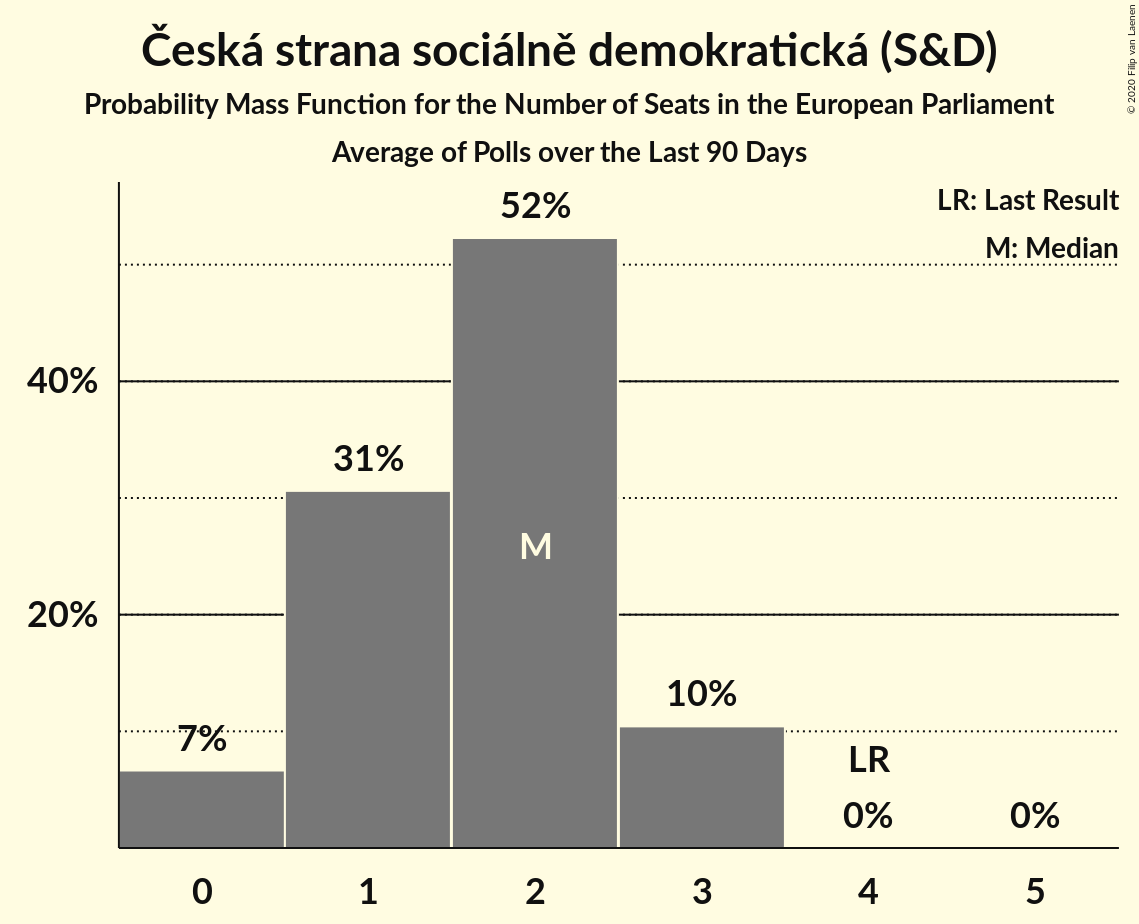 Česká strana sociálně demokratická (S&D)
Probability Mass Function for the Number of Seats in the European Parliament
Average of Polls over the Last 90 Days
© 2020 Filip van Laenen
LR: Last Result
M: Median
52%
40%
31%
M
20%
10%
7%
LR
0%
0%
0 1 2 3 4 5